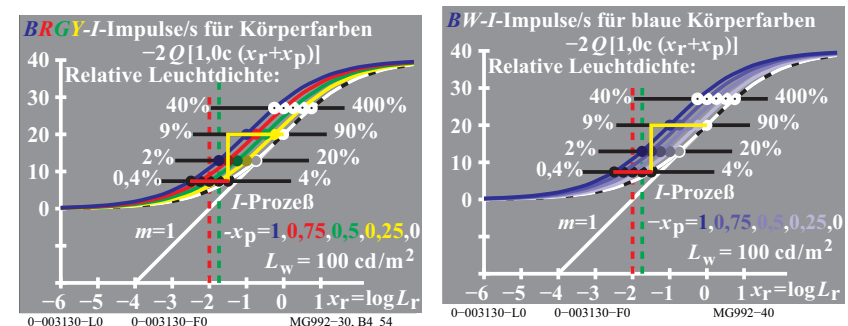 BRGY-I-Impulse/s für Körperfarben
−2 Q[1,0c (xr+xp)]
Relative Leuchtdichte:
40
30
20
10
0
40% 400%
9% 90%
2% 20%
0,4% 4%
I-Prozeß
m=1
-xp=1,0,75,0,5,0,25,0
Lw = 100 cd/m²
−6 −5 −4 −3 −2 −1 0 1 xr=logLr
0−003130−L0 0−003130−F0 MG992−30, B4_54
BW-I-Impulse/s für blaue Körperfarben
−2 Q[1,0c (xr+xp)]
Relative Leuchtdichte:
40
30
20
10
0
40% 400%
9% 90%
2% 20%
0,4% 4%
I-Prozeß
m=1
−xp=1,0,75,0,5,0,25,0
Lw = 100 cd/m²
−6 −5 −4 −3 −2 −1 0 1 xr=logLr
0−003130−L0 0−003130−F0 MG992−40